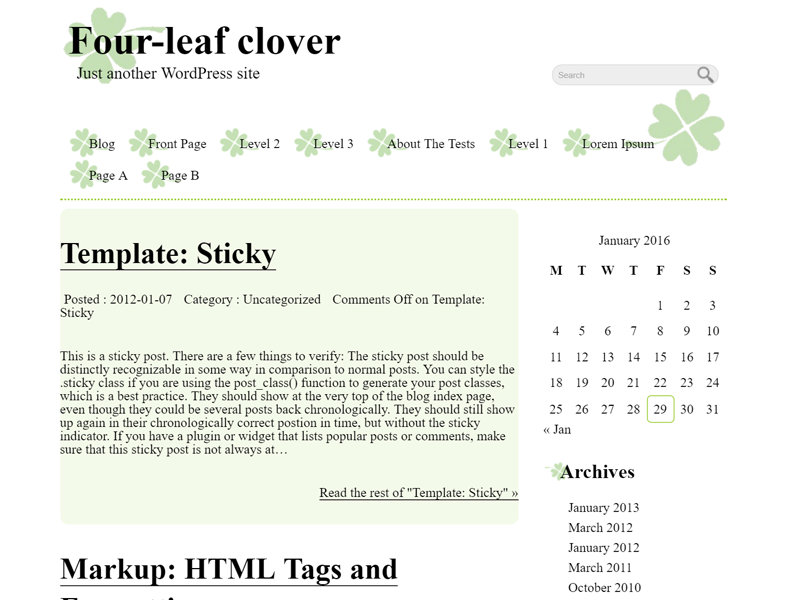 Four-leaf clover
Just another WordPress site
Search
Blog Front Page Level 2 Level 3 About The Tests Level 1 Lorem Ipsum
Page A Page B
Template: Sticky
Posted : 2012-01-07 Category : Uncategorized Comments Off on Template:
Sticky
This is a sticky post. There are a few things to verify: The sticky post should be
distinctly recognizable in some way in comparison to normal posts. You can style the
.sticky class if you are using the post_class() function to generate your post classes,
which is a best practice. They should show at the very top of the blog index page,
even though they could be several posts back chronologically. They should still show
up again in their chronologically correct postion in time, but without the sticky
indicator. If you have a plugin or widget that lists popular posts or comments, make
sure that this sticky post is not always at…
Read the rest of "Template: Sticky" »
Markup: HTML Tags and
January 2016
M T W T F S S
1 2 3
4 5 6 7 8 9 10
11 12 13 14 15 16 17
18 19 20 21 22 23 24
25 26 27 28 29 30 31
« Jan
Archives
January 2013
March 2012
January 2012
March 2011
October 2010